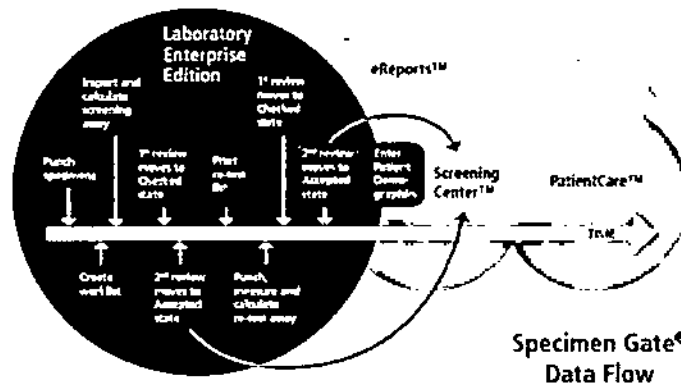 Laboratory
Enterprise
Edition
eReports™
Import and
calculate
screening
assay
1st review
moves to
Checked
state
Punch
specimens
1st review
moves to
Checked
state
Print
re-test
list
2nd review
moves to
Accepted
state
Enter
Patient
Demo-
graphics
Screening
Center™
PatientCare™
Time
Create
work list
2nd review
moves to
Accepted
state
Punch,
measure and
calculate
re-test assay
Specimen Gate®
Data Flow